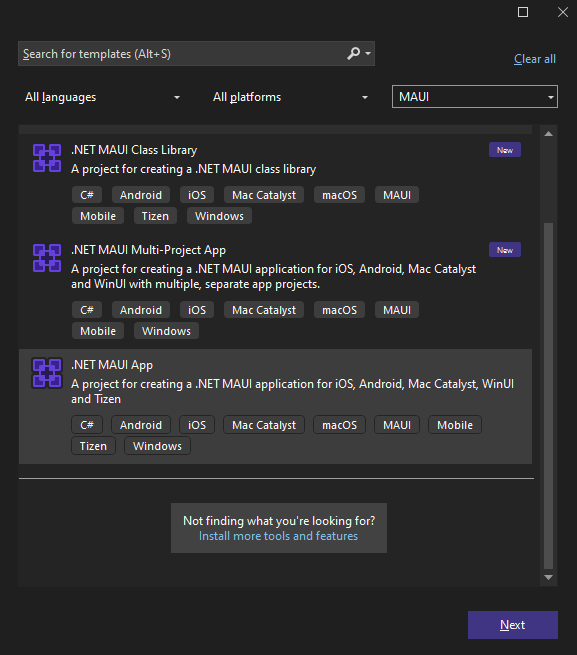 Search for templates (Alt+S)
Clear all
All languages
All platforms
MAUI
.NET MAUI Class Library
New
A project for creating a .NET MAUI class library
C# Android iOS Mac Catalyst macOS MAUI
Mobile Tizen Windows
.NET MAUI Multi-Project App
New
A project for creating a .NET MAUI application for iOS, Android, Mac Catalyst
and WinUI with multiple, separate app projects.
C# Android iOS Mac Catalyst macOS MAUI
Mobile Windows
.NET MAUI App
A project for creating a .NET MAUI application for iOS, Android, Mac Catalyst, WinUI
and Tizen
C# Android iOS Mac Catalyst macOS MAUI Mobile
Tizen Windows
Not finding what you're looking for?
Install more tools and features
Next